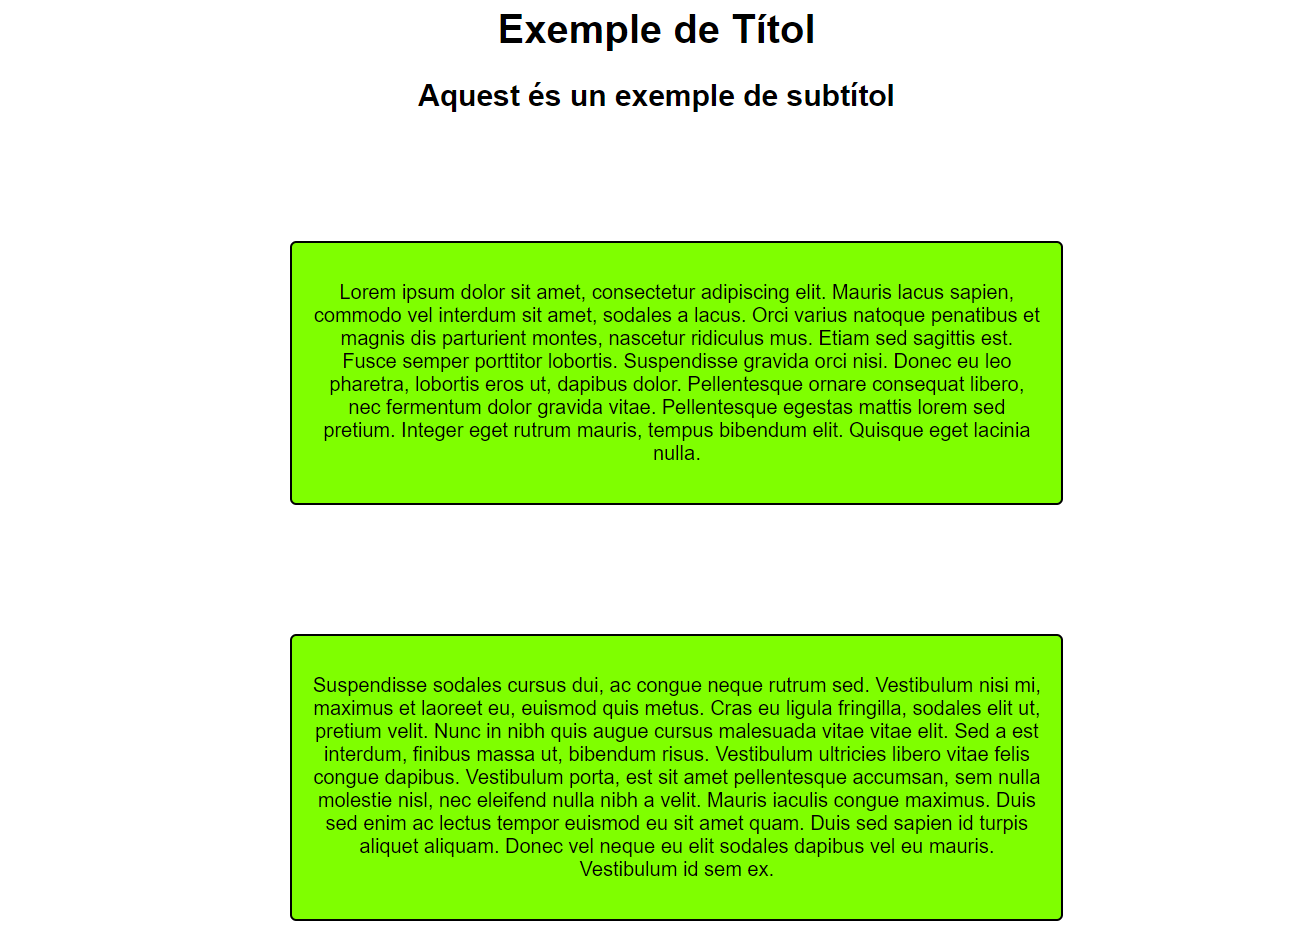 Exemple de Títol
Aquest és un exemple de subtítol
Lorem ipsum dolor sit amet, consectetur adipiscing elit. Mauris lacus sapien,
commodo vel interdum sit amet, sodales a lacus. Orci varius natoque penatibus et
magnis dis parturient montes, nascetur ridiculus mus. Etiam sed sagittis est.
Fusce semper porttitor lobortis. Suspendisse gravida orci nisi. Donec eu leo
pharetra, lobortis eros ut, dapibus dolor. Pellentesque ornare consequat libero,
nec fermentum dolor gravida vitae. Pellentesque egestas mattis lorem sed
pretium. Integer eget rutrum mauris, tempus bibendum elit. Quisque eget lacinia
nulla.
Suspendisse sodales cursus dui, ac congue neque rutrum sed. Vestibulum nisi mi,
maximus et laoreet eu, euismod quis metus. Cras eu ligula fringilla, sodales elit ut,
pretium velit. Nunc in nibh quis augue cursus malesuada vitae vitae elit. Sed a est
interdum, finibus massa ut, bibendum risus. Vestibulum ultricies libero vitae felis
congue dapibus. Vestibulum porta, est sit amet pellentesque accumsan, sem nulla
molestie nisl, nec eleifend nulla nibh a velit. Mauris iaculis congue maximus. Duis
sed enim ac lectus tempor euismod eu sit amet quam. Duis sed sapien id turpis
aliquet aliquam. Donec vel neque eu elit sodales dapibus vel eu mauris.
Vestibulum id sem ex.